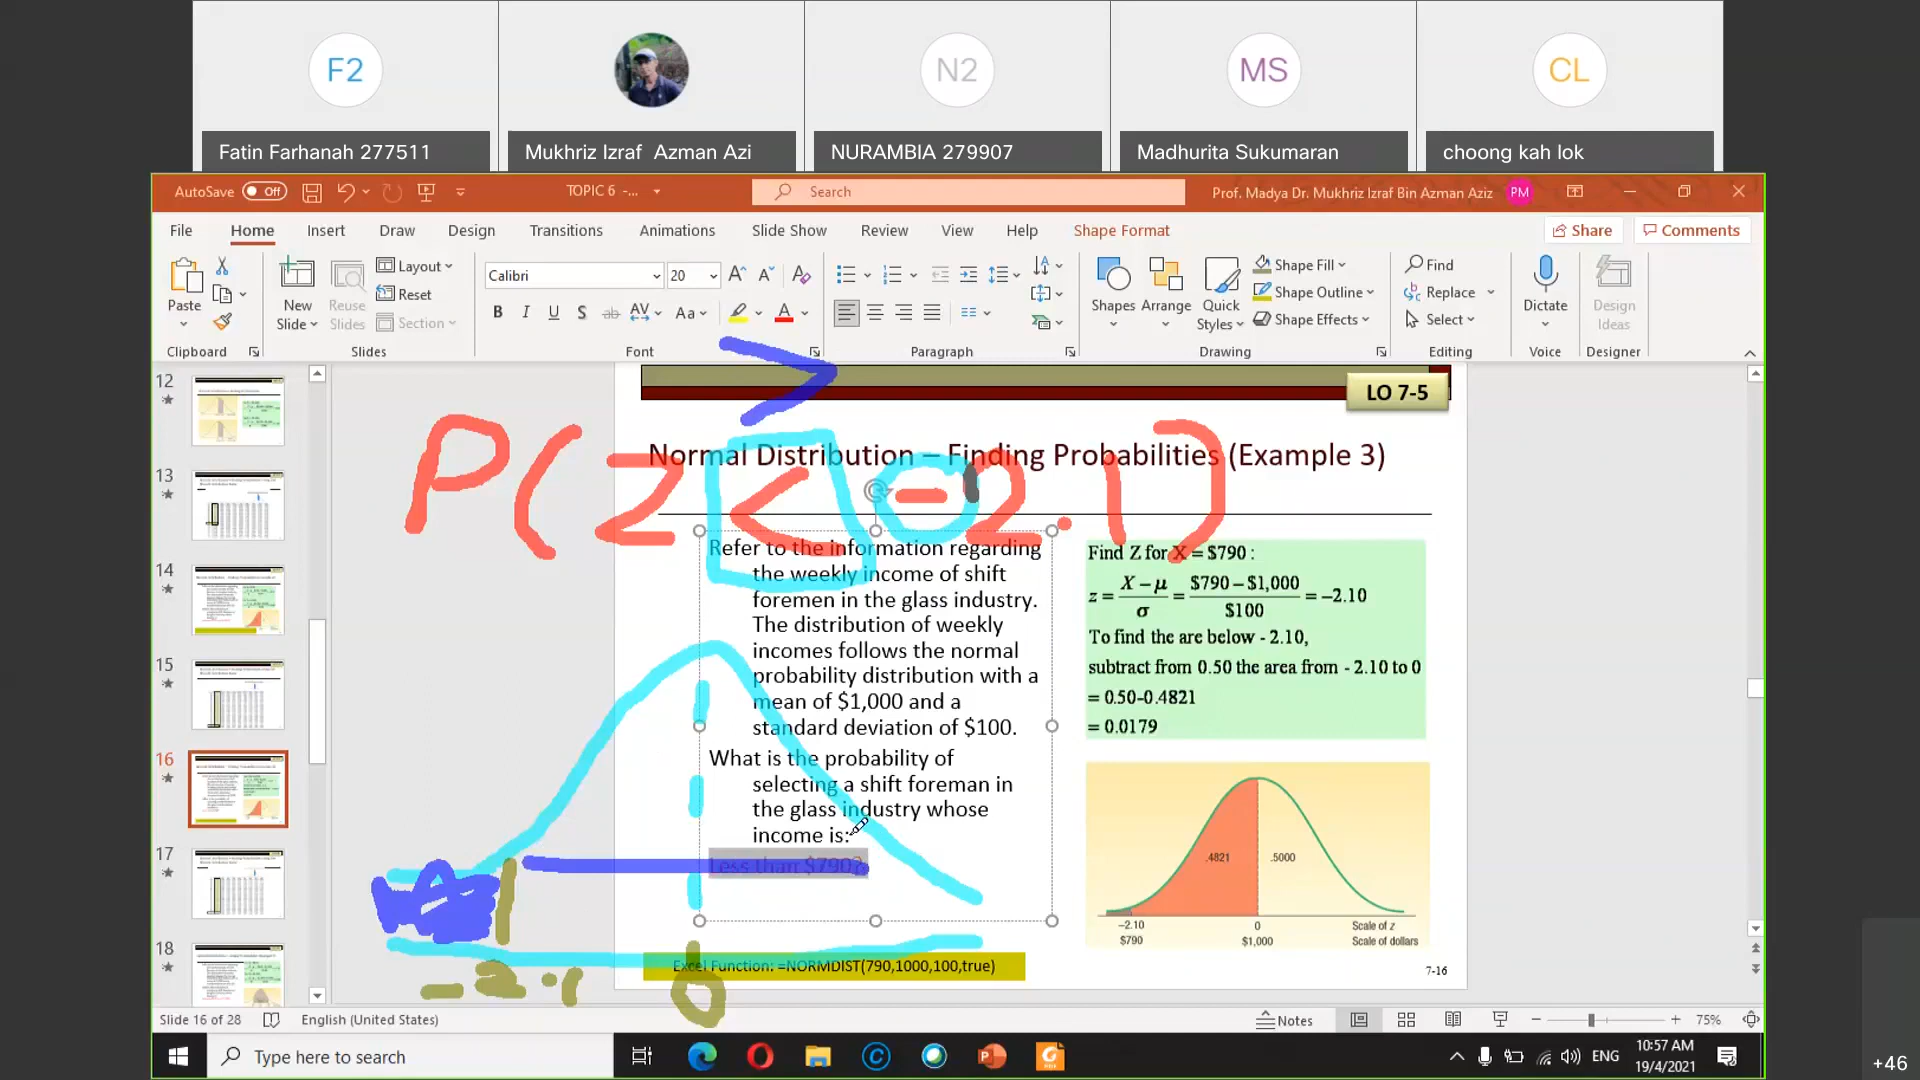 F2
N2
MS
CL
Fatin Farhanah 277511
Mukhriz Izraf Azman Azi
NURAMBIA 279907
Madhurita Sukumaran
choong kah lok
AutoSave Off
TOPIC 6 -...
Search
Prof. Madya Dr. Mukhriz Izraf Bin Azman Aziz PM
File Home Insert Draw Design Transitions Animations Slide Show Review View Help Shape Format
Share Comments
Paste
New Slide
Reuse Slides
Layout
Reset
Section
Calibri 20
B I U S ab AV Aa A
Shapes Arrange Quick Styles
Shape Fill
Shape Outline
Shape Effects
Find
Replace
Select
Dictate
Design Ideas
Clipboard Slides Font Paragraph Drawing Editing Voice Designer
12
13
14
15
16
17
18
LO 7-5
Normal Distribution – Finding Probabilities (Example 3)
P(Z < -2.1)
>
Refer to the information regarding
the weekly income of shift
foremen in the glass industry.
The distribution of weekly
incomes follows the normal
probability distribution with a
mean of $1,000 and a
standard deviation of $100.
What is the probability of
selecting a shift foreman in
the glass industry whose
income is:
Less than $790?
Find Z for X = $790 :
z = X − μ / σ = $790 − $1,000 / $100 = −2.10
To find the are below - 2.10,
subtract from 0.50 the area from - 2.10 to 0
= 0.50-0.4821
= 0.0179
.4821 .5000
−2.10 0 Scale of z
$790 $1,000 Scale of dollars
-2.1 0
Excel Function: =NORMDIST(790,1000,100,true)
7-16
Slide 16 of 28 English (United States)
Notes 75%
Type here to search
ENG
10:57 AM
19/4/2021
+46